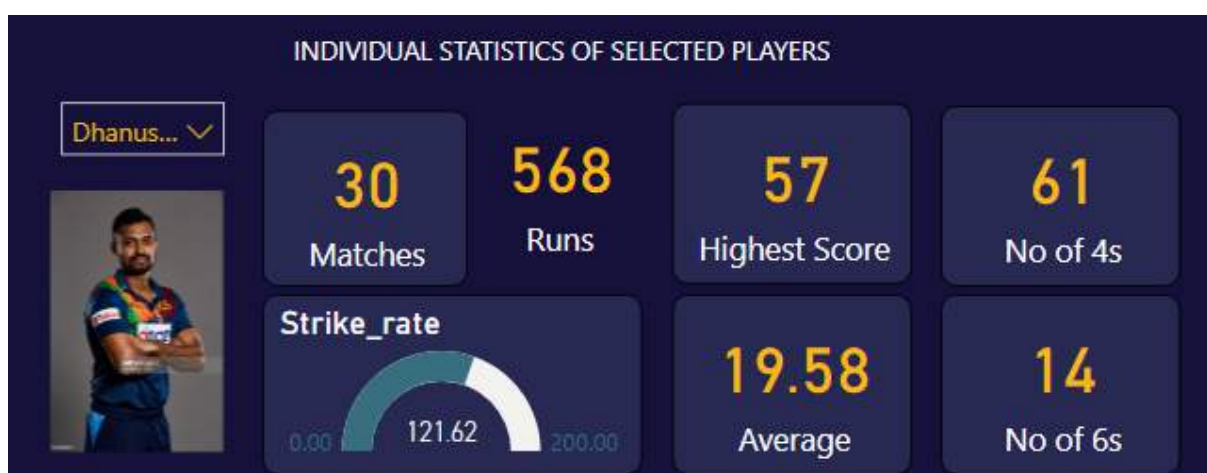 INDIVIDUAL STATISTICS OF SELECTED PLAYERS
Dhanus...
30
Matches
568
Runs
57
Highest Score
61
No of 4s
Strike_rate
0.00
121.62
200.00
19.58
Average
14
No of 6s